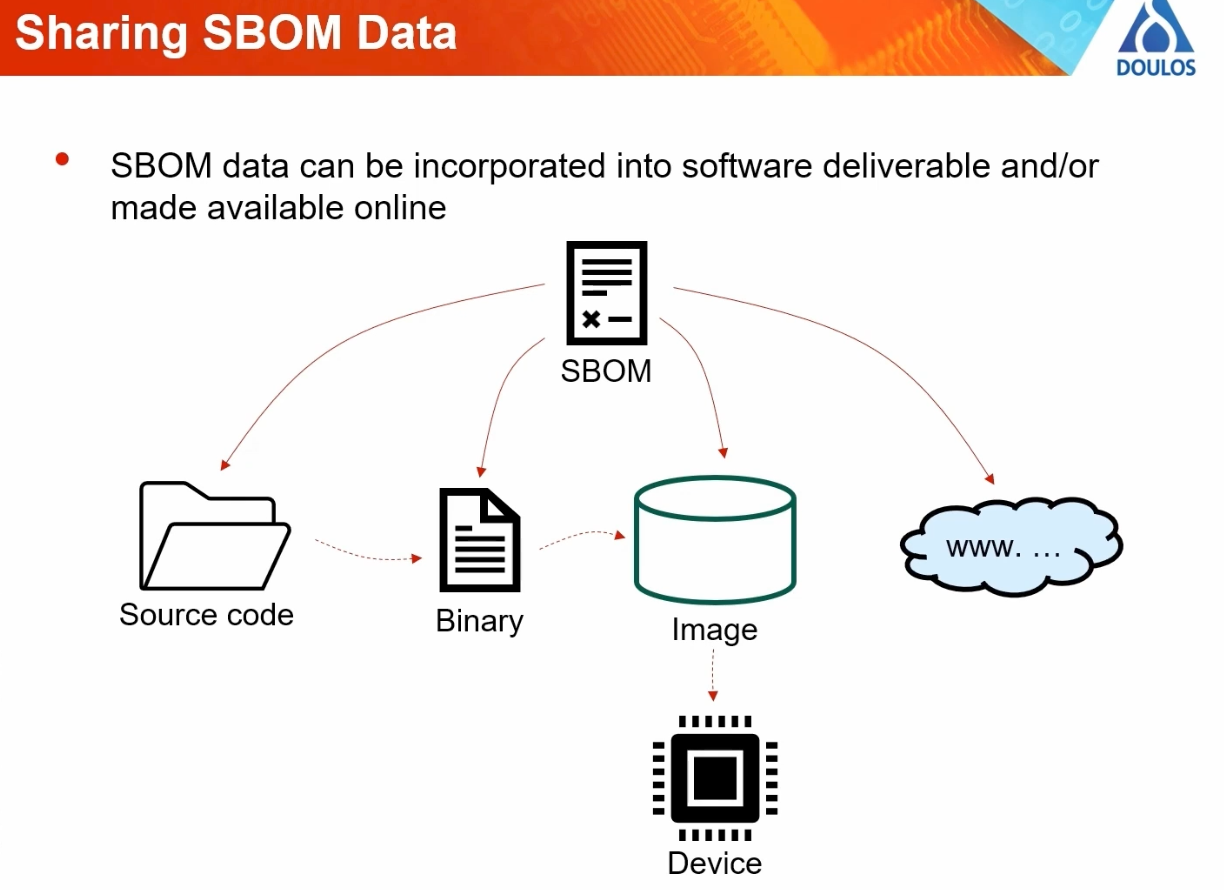 Sharing SBOM Data
DOULOS
• SBOM data can be incorporated into software deliverable and/or
made available online
SBOM
www. ...
Source code
Binary
Image
Device